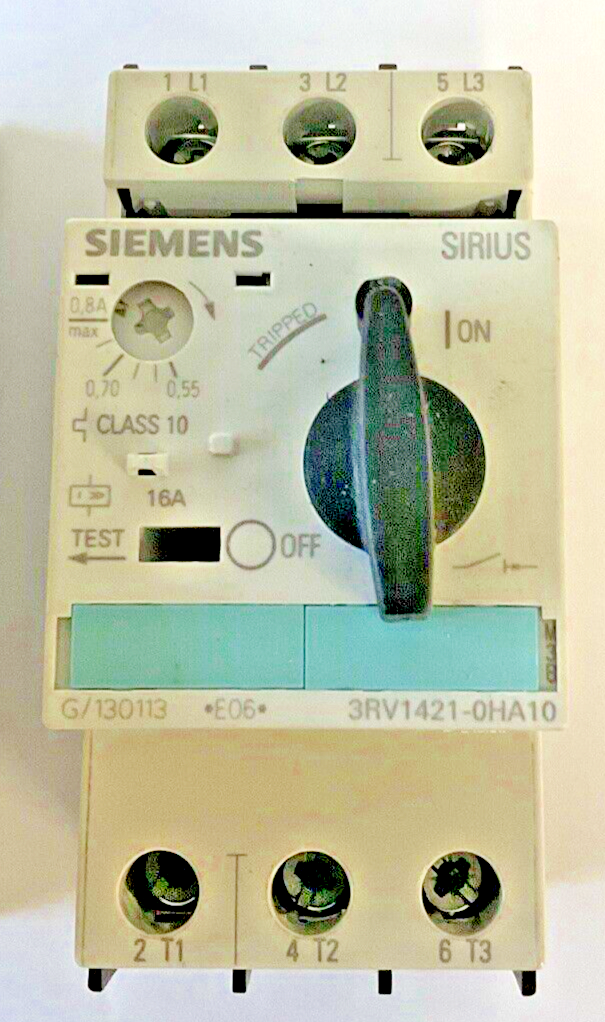 1 L1 3 L2 5 L3
SIEMENS SIRIUS
0,8A
max
TRIPPED
ION
0,70 0,55
CLASS 10
16A
TEST
OFF
G/130113 •E06• 3RV1421-0HA10
2 T1 4 T2 6 T3